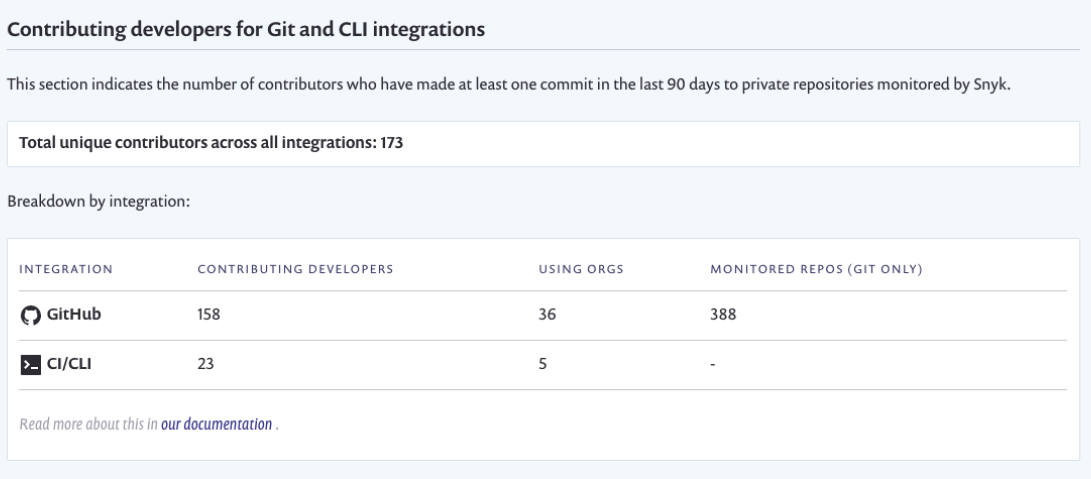 Contributing developers for Git and CLI integrations
This section indicates the number of contributors who have made at least one commit in the last 90 days to private repositories monitored by Snyk.
Total unique contributors across all integrations: 173
Breakdown by integration:
INTEGRATION CONTRIBUTING DEVELOPERS USING ORGS MONITORED REPOS (GIT ONLY)
GitHub 158 36 388
CI/CLI 23 5 -
Read more about this in our documentation .